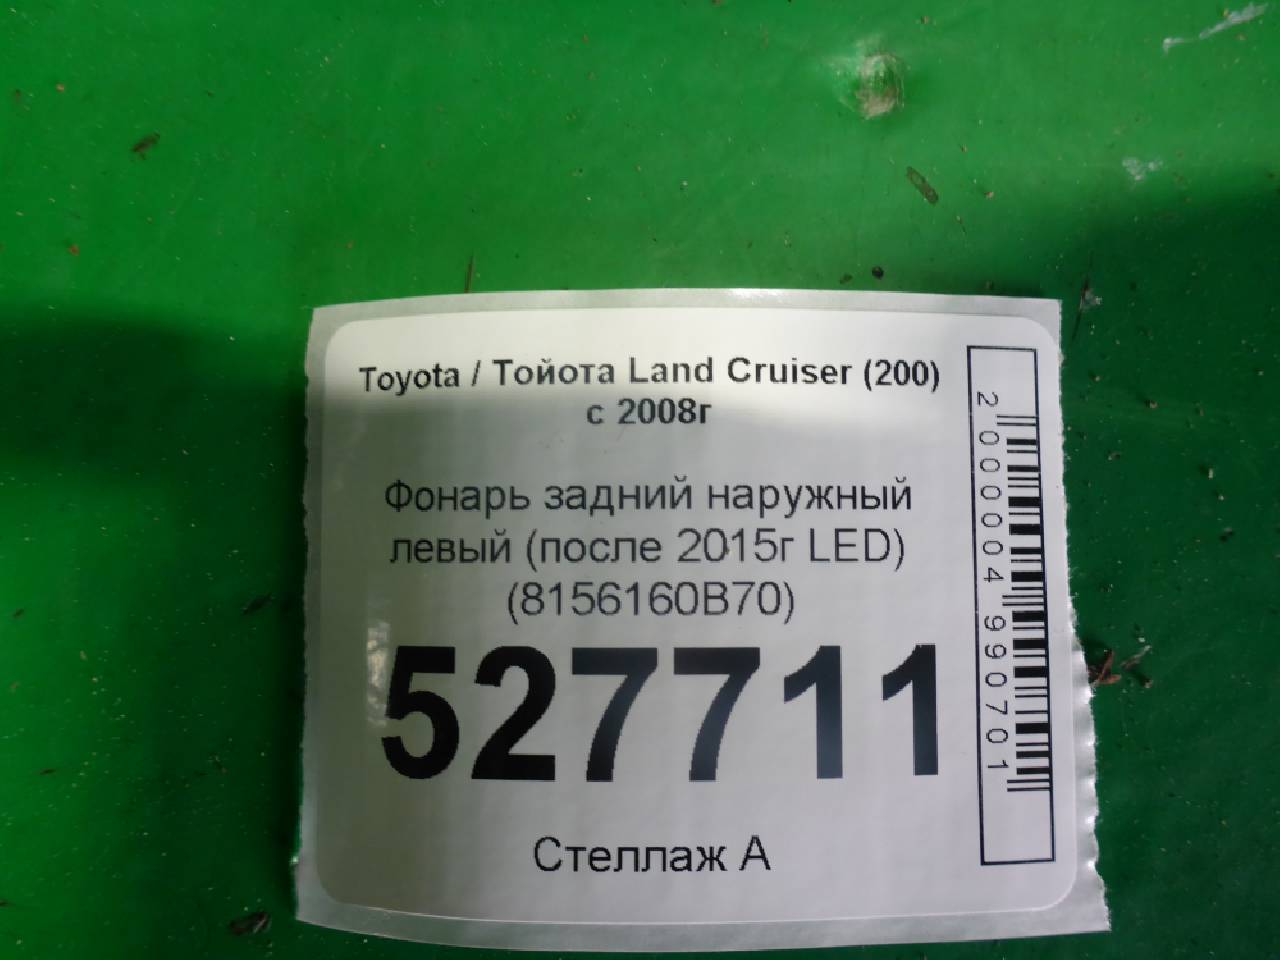 Toyota / Тойота Land Cruiser (200)
с 2008г
Фонарь задний наружный
левый (после 2015г LED)
(8156160B70)
527711
Стеллаж А
2000004990701